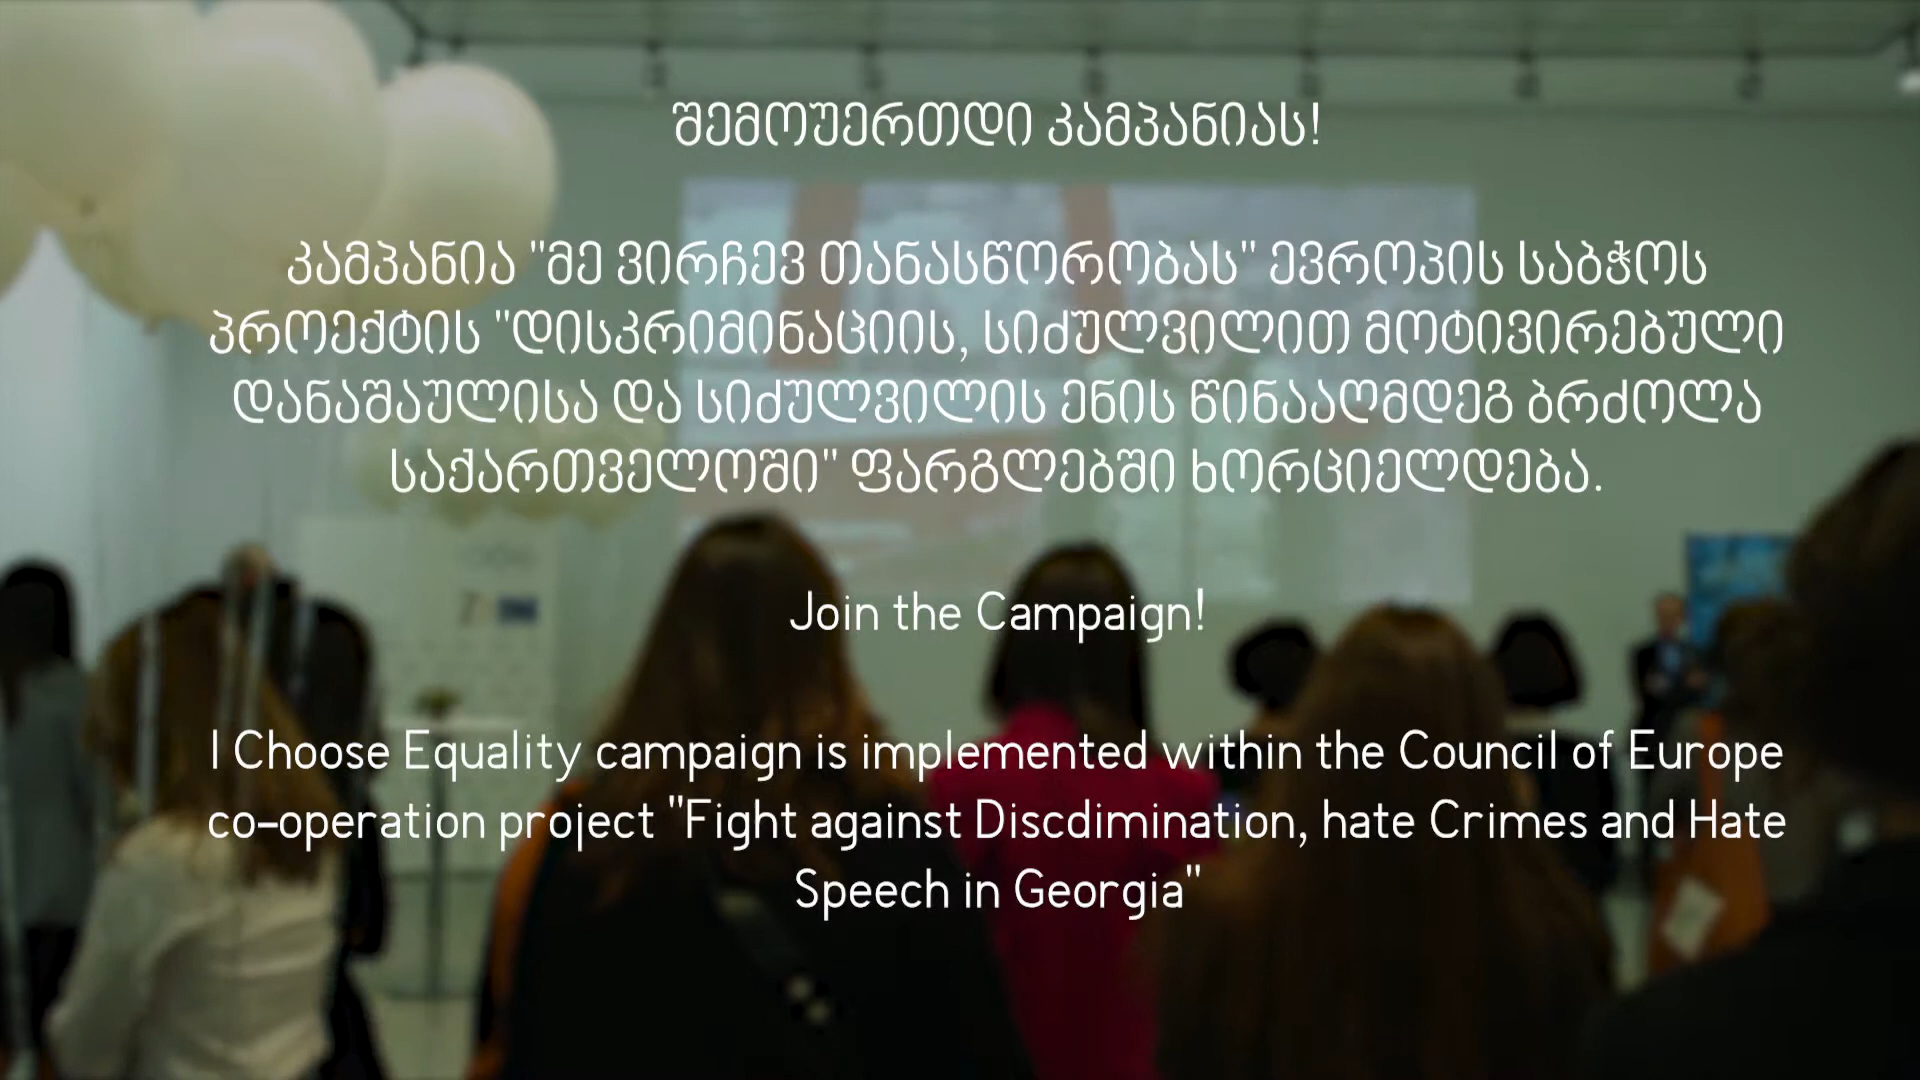 შემოუერთდი კამპანიას!
კამპანია "მე ვირჩევ თანასწორობას" ევროპის საბჭოს
პროექტის "დისკრიმინაციის, სიძულვილით მოტივირებული
დანაშაულისა და სიძულვილის ენის წინააღმდეგ ბრძოლა
საქართველოში" ფარგლებში ხორციელდება.
Join the Campaign!
I Choose Equality campaign is implemented within the Council of Europe
co-operation project "Fight against Discdimination, hate Crimes and Hate
Speech in Georgia"